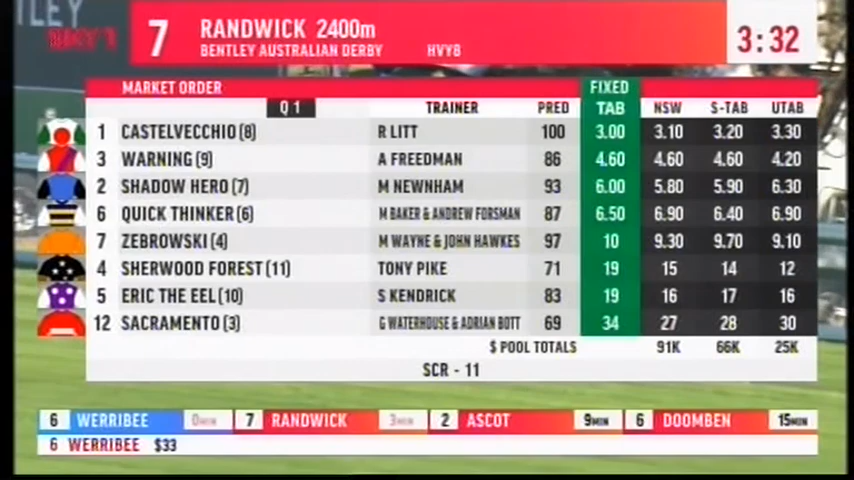 TLEY
7 RANDWICK 2400m 3:32
BENTLEY AUSTRALIAN DERBY HVY8
MARKET ORDER FIXED
Q 1 TRAINER PRED TAB NSW S-TAB UTAB
1 CASTELVECCHIO (8) R LITT 100 3.00 3.10 3.20 3.30
3 WARNING (9) A FREEDMAN 86 4.60 4.60 4.60 4.20
2 SHADOW HERO (7) M NEWNHAM 93 6.00 5.80 5.90 6.30
6 QUICK THINKER (6) M BAKER & ANDREW FORSMAN 87 6.50 6.90 6.40 6.90
7 ZEBROWSKI (4) M WAYNE & JOHN HAWKES 97 10 9.30 9.70 9.10
4 SHERWOOD FOREST (11) TONY PIKE 71 19 15 14 12
5 ERIC THE EEL (10) S KENDRICK 83 19 16 17 16
12 SACRAMENTO (3) G WATERHOUSE & ADRIAN BOTT 69 34 27 28 30
$ POOL TOTALS 91K 66K 25K
SCR - 11
6 WERRIBEE 0MIN 7 RANDWICK 3MIN 2 ASCOT 9MIN 6 DOOMBEN 15MIN
6 WERRIBEE $33